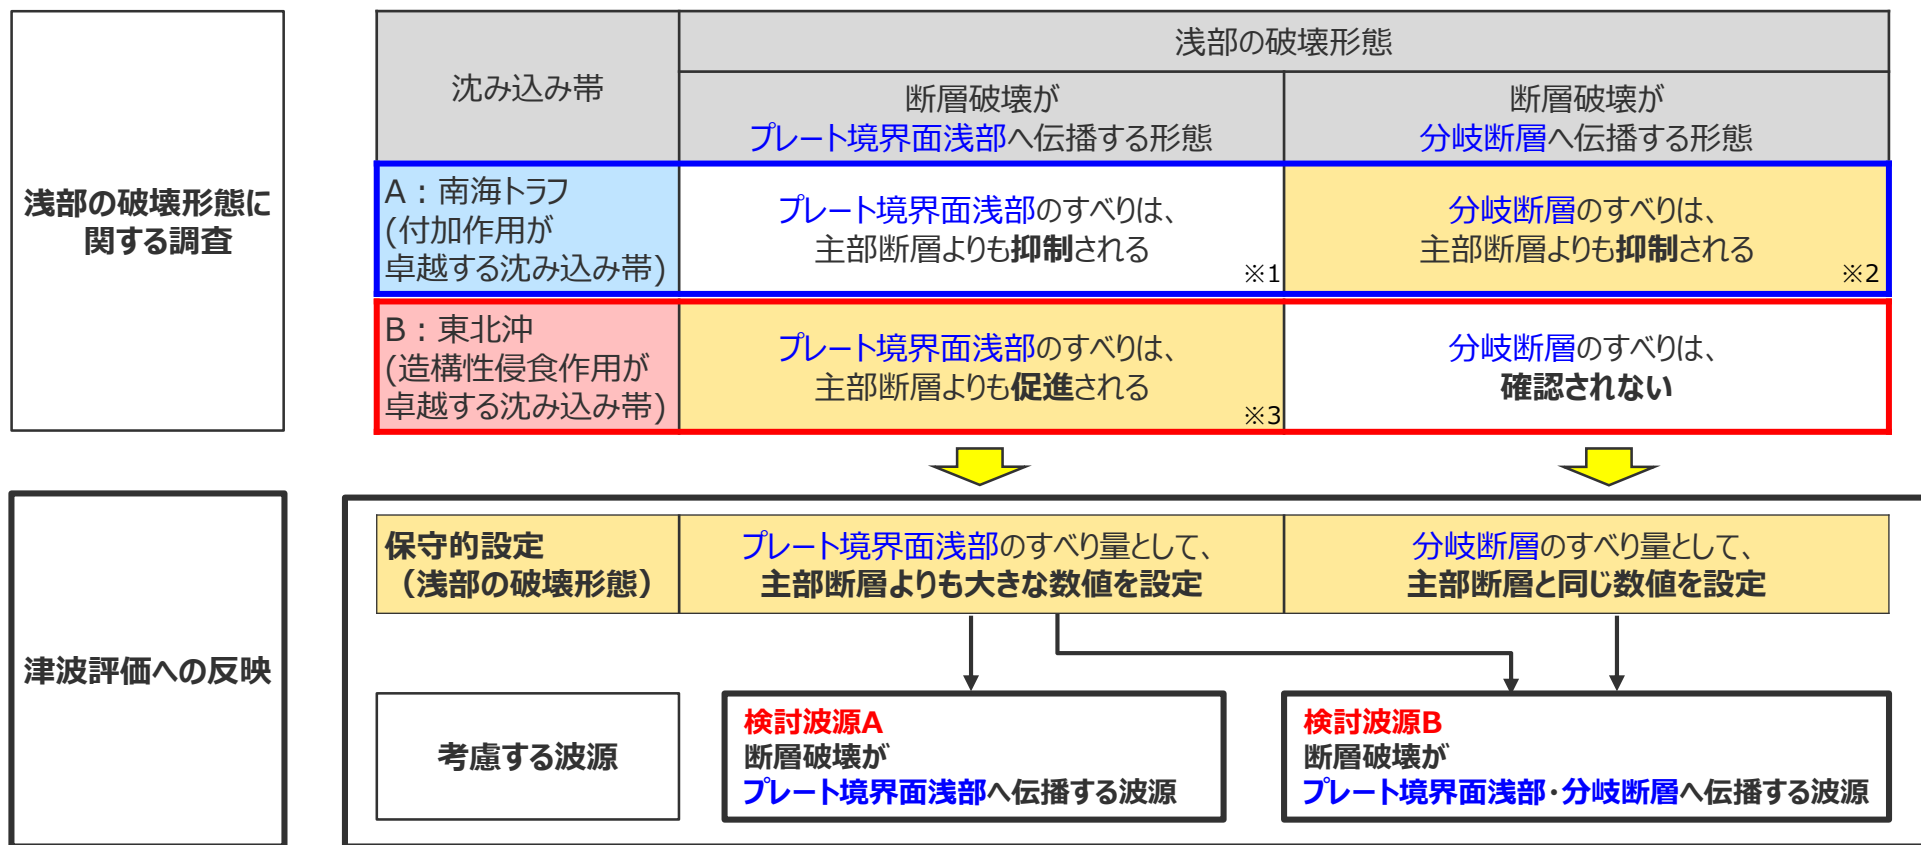 浅部の破壊形態に
関する調査
沈み込み帯
浅部の破壊形態
断層破壊が
プレート境界面浅部へ伝播する形態
断層破壊が
分岐断層へ伝播する形態
A：南海トラフ
(付加作用が
卓越する沈み込み帯)
プレート境界面浅部のすべりは、
主部断層よりも抑制される
※1
分岐断層のすべりは、
主部断層よりも抑制される
※2
B：東北沖
(造構性侵食作用が
卓越する沈み込み帯)
プレート境界面浅部のすべりは、
主部断層よりも促進される
※3
分岐断層のすべりは、
確認されない
津波評価への反映
保守的設定
（浅部の破壊形態）
プレート境界面浅部のすべり量として、
主部断層よりも大きな数値を設定
分岐断層のすべり量として、
主部断層と同じ数値を設定
考慮する波源
検討波源A
断層破壊が
プレート境界面浅部へ伝播する波源
検討波源B
断層破壊が
プレート境界面浅部・分岐断層へ伝播する波源